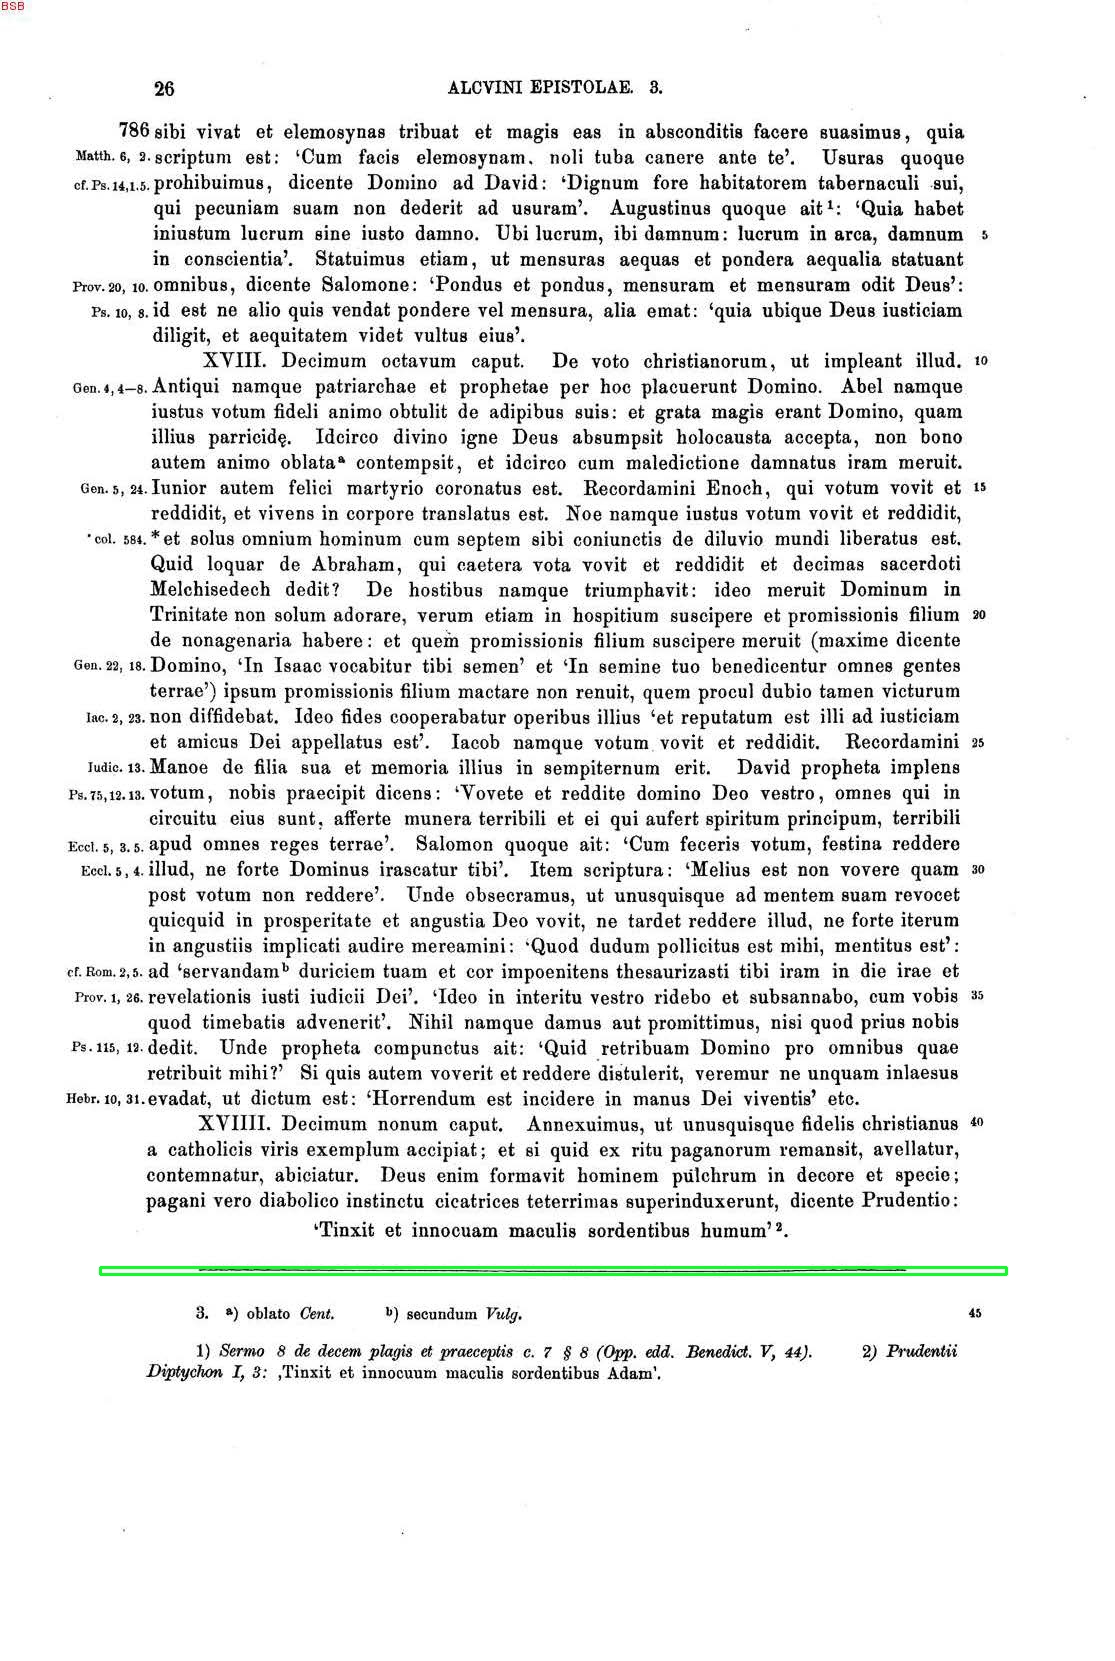 BSB
26 ALCVINI EPISTOLAE. 3.
786 sibi vivat et elemosynas tribuat et magis eas in absconditis facere suasimus, quia
Matth. 6, 2. scriptum est: ‘Cum facis elemosynam, noli tuba canere ante te’. Usuras quoque
cf. Ps. 14,1.5. prohibuimus, dicente Domino ad David: ‘Dignum fore habitatorem tabernaculi sui,
qui pecuniam suam non dederit ad usuram’. Augustinus quoque ait¹: ‘Quia habet
iniustum lucrum sine iusto damno. Ubi lucrum, ibi damnum: lucrum in arca, damnum 5
in conscientia’. Statuimus etiam, ut mensuras aequas et pondera aequalia statuant
Prov. 20, 10. omnibus, dicente Salomone: ‘Pondus et pondus, mensuram et mensuram odit Deus’:
Ps. 10, 8. id est ne alio quis vendat pondere vel mensura, alia emat: ‘quia ubique Deus iusticiam
diligit, et aequitatem videt vultus eius’.
XVIII. Decimum octavum caput. De voto christianorum, ut impleant illud. 10
Gen. 4, 4–8. Antiqui namque patriarchae et prophetae per hoc placuerunt Domino. Abel namque
iustus votum fideli animo obtulit de adipibus suis: et grata magis erant Domino, quam
illius parricidę. Idcirco divino igne Deus absumpsit holocausta accepta, non bono
autem animo oblataᵃ contempsit, et idcirco cum maledictione damnatus iram meruit.
Gen. 5, 24. Iunior autem felici martyrio coronatus est. Recordamini Enoch, qui votum vovit et 15
reddidit, et vivens in corpore translatus est. Noe namque iustus votum vovit et reddidit,
*col. 584. *et solus omnium hominum cum septem sibi coniunctis de diluvio mundi liberatus est.
Quid loquar de Abraham, qui caetera vota vovit et reddidit et decimas sacerdoti
Melchisedech dedit? De hostibus namque triumphavit: ideo meruit Dominum in
Trinitate non solum adorare, verum etiam in hospitium suscipere et promissionis filium 20
de nonagenaria habere: et quem promissionis filium suscipere meruit (maxime dicente
Gen. 22, 18. Domino, ‘In Isaac vocabitur tibi semen’ et ‘In semine tuo benedicentur omnes gentes
terrae’) ipsum promissionis filium mactare non renuit, quem procul dubio tamen victurum
Iac. 2, 23. non diffidebat. Ideo fides cooperabatur operibus illius ‘et reputatum est illi ad iusticiam
et amicus Dei appellatus est’. Iacob namque votum vovit et reddidit. Recordamini 25
Iudic. 13. Manoe de filia sua et memoria illius in sempiternum erit. David propheta implens
Ps. 75,12.13. votum, nobis praecipit dicens: ‘Vovete et reddite domino Deo vestro, omnes qui in
circuitu eius sunt, afferte munera terribili et ei qui aufert spiritum principum, terribili
Eccl. 5, 3. 5. apud omnes reges terrae’. Salomon quoque ait: ‘Cum feceris votum, festina reddere
Eccl. 5, 4. illud, ne forte Dominus irascatur tibi’. Item scriptura: ‘Melius est non vovere quam 30
post votum non reddere’. Unde obsecramus, ut unusquisque ad mentem suam revocet
quicquid in prosperitate et angustia Deo vovit, ne tardet reddere illud, ne forte iterum
in angustiis implicati audire mereamini: ‘Quod dudum pollicitus est mihi, mentitus est’:
cf. Rom. 2, 5. ad ‘servandamᵇ duriciem tuam et cor impoenitens thesaurizasti tibi iram in die irae et
Prov. 1, 26. revelationis iusti iudicii Dei’. ‘Ideo in interitu vestro ridebo et subsannabo, cum vobis 35
quod timebatis advenerit’. Nihil namque damus aut promittimus, nisi quod prius nobis
Ps. 115, 12. dedit. Unde propheta compunctus ait: ‘Quid retribuam Domino pro omnibus quae
retribuit mihi?’ Si quis autem voverit et reddere distulerit, veremur ne unquam inlaesus
Hebr. 10, 31. evadat, ut dictum est: ‘Horrendum est incidere in manus Dei viventis’ etc.
XVIIII. Decimum nonum caput. Annexuimus, ut unusquisque fidelis christianus 40
a catholicis viris exemplum accipiat; et si quid ex ritu paganorum remansit, avellatur,
contemnatur, abiciatur. Deus enim formavit hominem pulchrum in decore et specie;
pagani vero diabolico instinctu cicatrices teterrimas superinduxerunt, dicente Prudentio:
‘Tinxit et innocuam maculis sordentibus humum’².
3. ᵃ) oblato Cent. ᵇ) secundum Vulg. 45
1) Sermo 8 de decem plagis et praeceptis c. 7 § 8 (Opp. edd. Benedict. V, 44). 2) Prudentii
Diptychon I, 3: ‚Tinxit et innocuum maculis sordentibus Adam'.